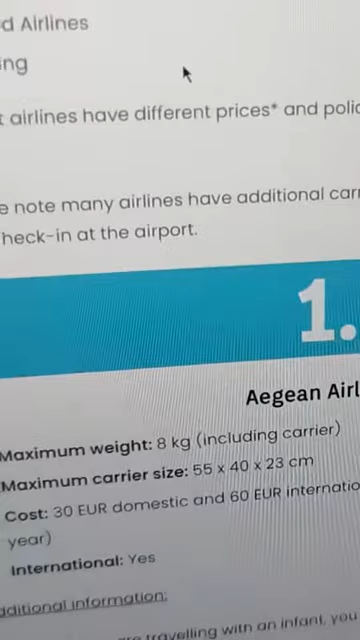 d Airlines
ng
t airlines have different prices* and polic
e note many airlines have additional carr
heck-in at the airport.
1.
Aegean Airl
Maximum weight: 8 kg (including carrier)
Maximum carrier size: 55 x 40 x 23 cm
Cost: 30 EUR domestic and 60 EUR internatio
year)
International: Yes
dditional information:
are travelling with an infant, you